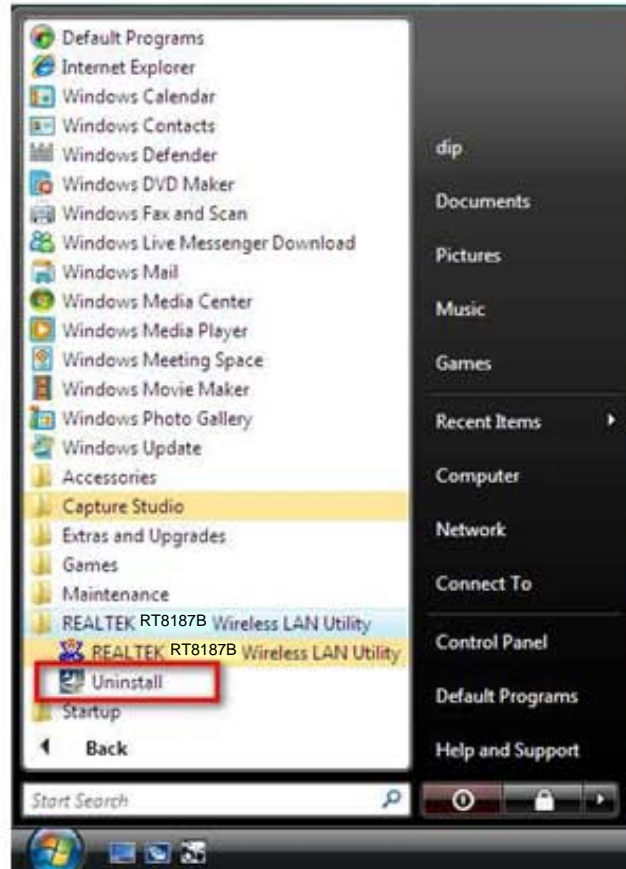 Default Programs
Internet Explorer
Windows Calendar
Windows Contacts
Windows Defender
Windows DVD Maker
Windows Fax and Scan
Windows Live Messenger Download
Windows Mail
Windows Media Center
Windows Media Player
Windows Meeting Space
Windows Movie Maker
Windows Photo Gallery
Windows Update
Accessories
Capture Studio
Extras and Upgrades
Games
Maintenance
REALTEK RT8187B Wireless LAN Utility
REALTEK RT8187B Wireless LAN Utility
Uninstall
Startup
Back
Start Search
dip
Documents
Pictures
Music
Games
Recent Items
Computer
Network
Connect To
Control Panel
Default Programs
Help and Support